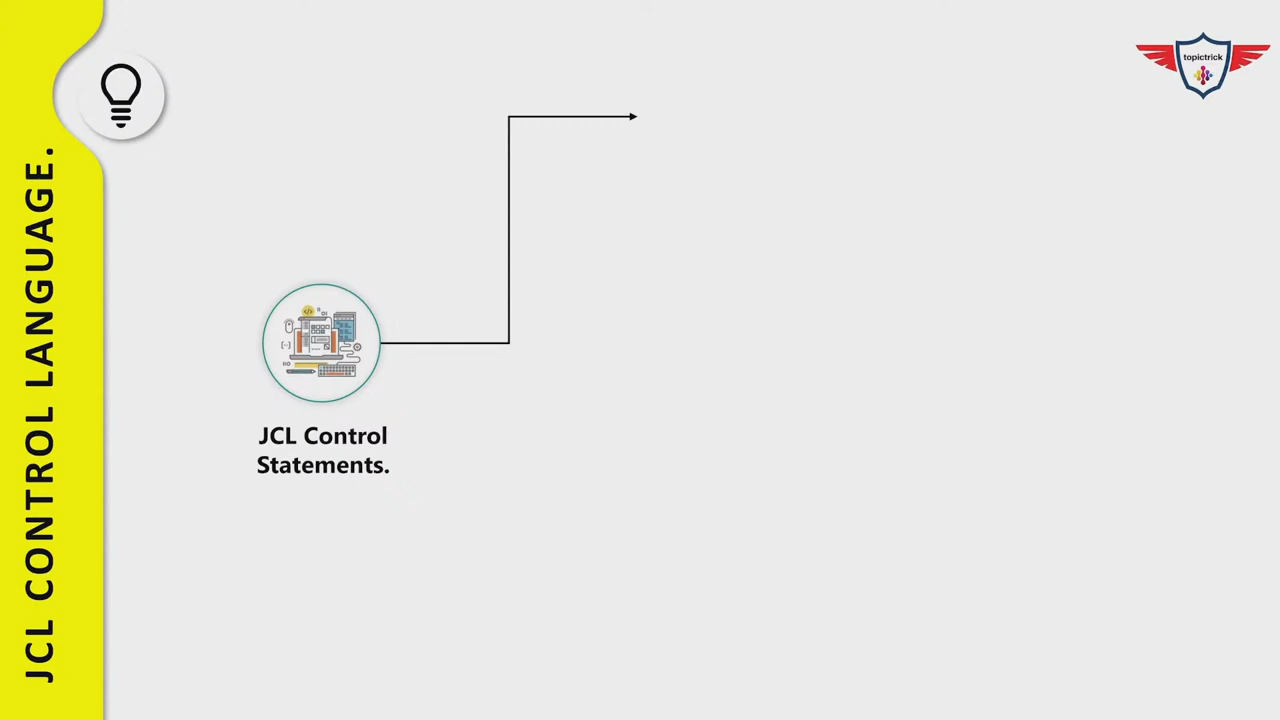 JCL CONTROL LANGUAGE.
topictrick
JCL Control
Statements.